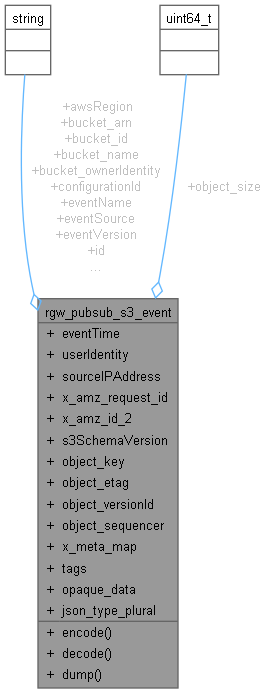 string
uint64_t
+awsRegion
+bucket_arn
+bucket_id
+bucket_name
+bucket_ownerIdentity
+configurationId
+eventName
+eventSource
+eventVersion
+id
...
+object_size
rgw_pubsub_s3_event
+ eventTime
+ userIdentity
+ sourceIPAddress
+ x_amz_request_id
+ x_amz_id_2
+ s3SchemaVersion
+ object_key
+ object_etag
+ object_versionId
+ object_sequencer
+ x_meta_map
+ tags
+ opaque_data
+ json_type_plural
+ encode()
+ decode()
+ dump()